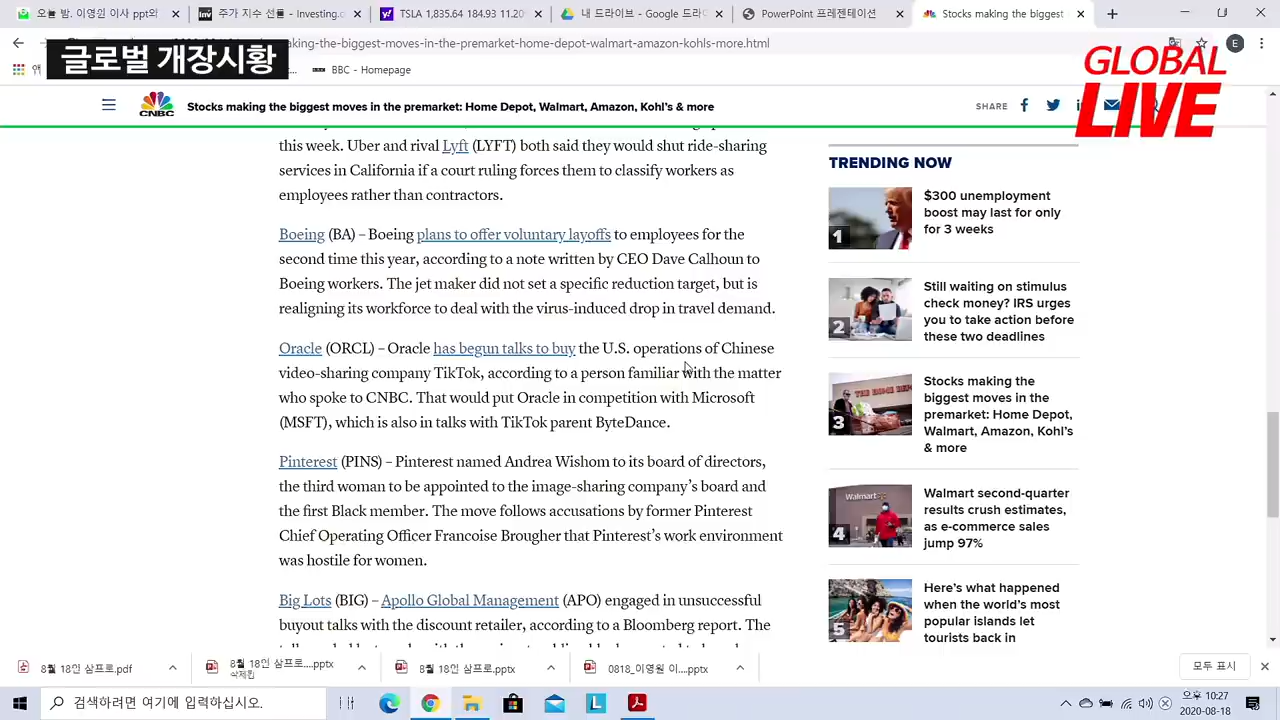 주가 지수 선
TSLA 1,835.64 184.93 11.20
내 드라이브 - Google 드라
PowerPoint 프레젠테이션
Stocks making the biggest
aking-the-biggest-moves-in-the-premarket-home-depot-walmart-amazon-kohls-more.html
E
글로벌 개장시황
GLOBAL
LIVE
BBC - Homepage
CNBC
Stocks making the biggest moves in the premarket: Home Depot, Walmart, Amazon, Kohl's & more
SHARE
this week. Uber and rival Lyft (LYFT) both said they would shut ride-sharing
services in California if a court ruling forces them to classify workers as
employees rather than contractors.
Boeing (BA) – Boeing plans to offer voluntary layoffs to employees for the
second time this year, according to a note written by CEO Dave Calhoun to
Boeing workers. The jet maker did not set a specific reduction target, but is
realigning its workforce to deal with the virus-induced drop in travel demand.
Oracle (ORCL) – Oracle has begun talks to buy the U.S. operations of Chinese
video-sharing company TikTok, according to a person familiar with the matter
who spoke to CNBC. That would put Oracle in competition with Microsoft
(MSFT), which is also in talks with TikTok parent ByteDance.
Pinterest (PINS) – Pinterest named Andrea Wishom to its board of directors,
the third woman to be appointed to the image-sharing company's board and
the first Black member. The move follows accusations by former Pinterest
Chief Operating Officer Francoise Brougher that Pinterest's work environment
was hostile for women.
Big Lots (BIG) – Apollo Global Management (APO) engaged in unsuccessful
buyout talks with the discount retailer, according to a Bloomberg report. The
TRENDING NOW
1
$300 unemployment
boost may last for only
for 3 weeks
2
Still waiting on stimulus
check money? IRS urges
you to take action before
these two deadlines
3
Stocks making the
biggest moves in the
premarket: Home Depot,
Walmart, Amazon, Kohl's
& more
4
Walmart second-quarter
results crush estimates,
as e-commerce sales
jump 97%
5
Here's what happened
when the world's most
popular islands let
tourists back in
8월 18인 삼프로.pdf
8월 18인 삼프로....pptx
삭제됨
8월 18인 삼프로.pptx
0818_이영원 이....pptx
모두 표시
검색하려면 여기에 입력하십시오.
오후 10:27
2020-08-18